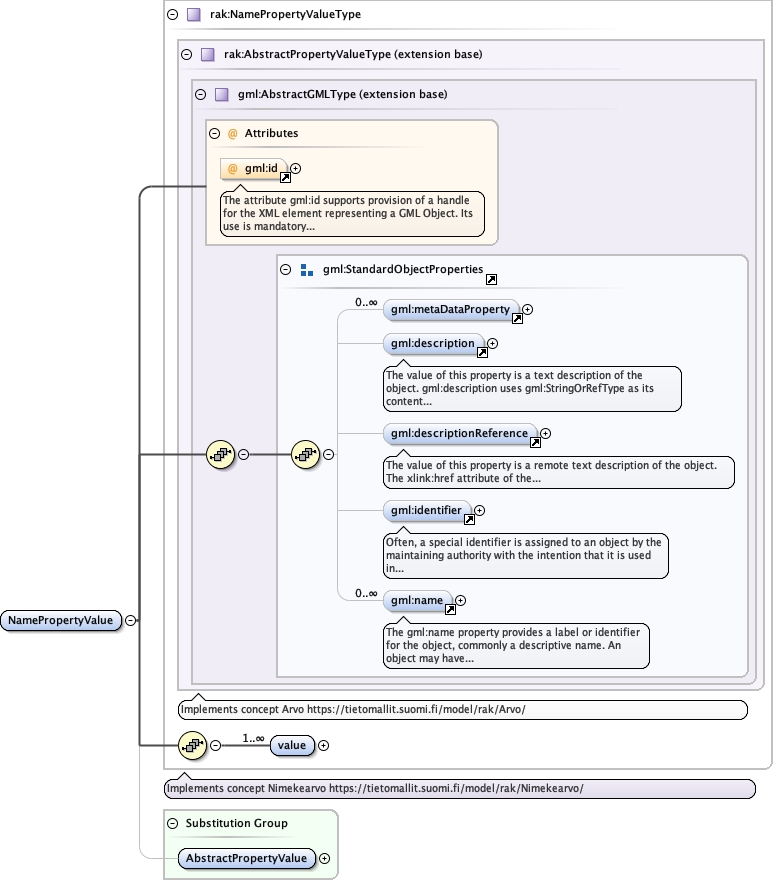 rak:NamePropertyValueType
rak:AbstractPropertyValueType (extension base)
gml:AbstractGMLType (extension base)
@ Attributes
@ gml:id
The attribute gml:id supports provision of a handle
for the XML element representing a GML Object. Its
use is mandatory...
gml:StandardObjectProperties
0..∞
gml:metaDataProperty
gml:description
The value of this property is a text description of the
object. gml:description uses gml:StringOrRefType as its
content...
gml:descriptionReference
The value of this property is a remote text description of the object.
The xlink:href attribute of the...
gml:identifier
Often, a special identifier is assigned to an object by the
maintaining authority with the intention that it is used
in...
0..∞
gml:name
The gml:name property provides a label or identifier
for the object, commonly a descriptive name. An
object may have...
NamePropertyValue
Implements concept Arvo https://tietomallit.suomi.fi/model/rak/Arvo/
1..∞
value
Implements concept Nimekearvo https://tietomallit.suomi.fi/model/rak/Nimekearvo/
Substitution Group
AbstractPropertyValue